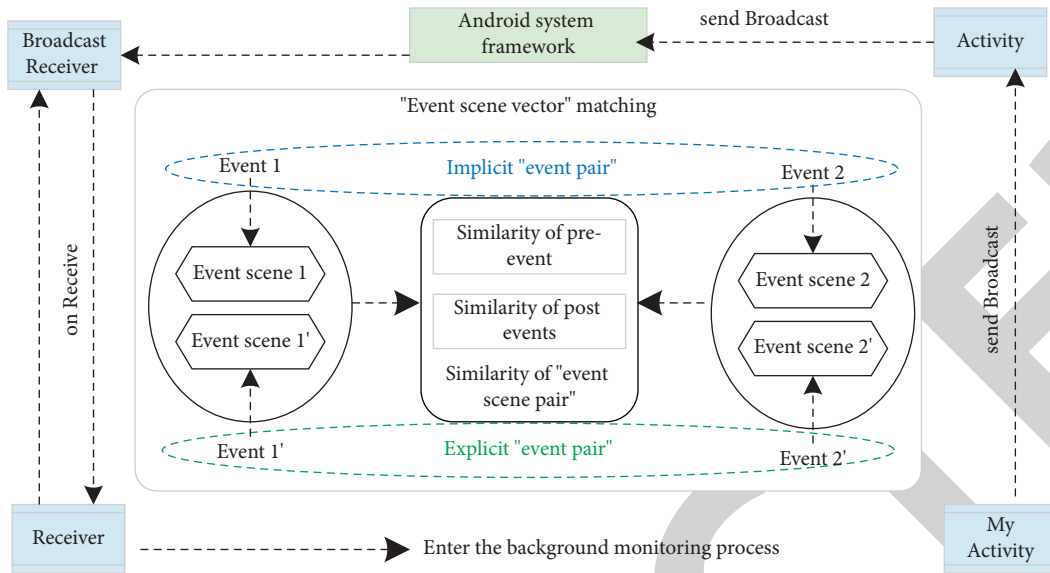 send Broadcast
Broadcast
Receiver
Android system
framework
Activity
"Event scene vector" matching
Event 1
Implicit "event pair"
Event 2
Similarity of pre-
event
Event scene 1
Event scene 2
on Receive
send Broadcast
Similarity of post
events
Event scene 1'
Event scene 2'
Similarity of "event
scene pair"
Event 1'
Explicit "event pair"
Event 2'
Receiver
Enter the background monitoring process
My
Activity